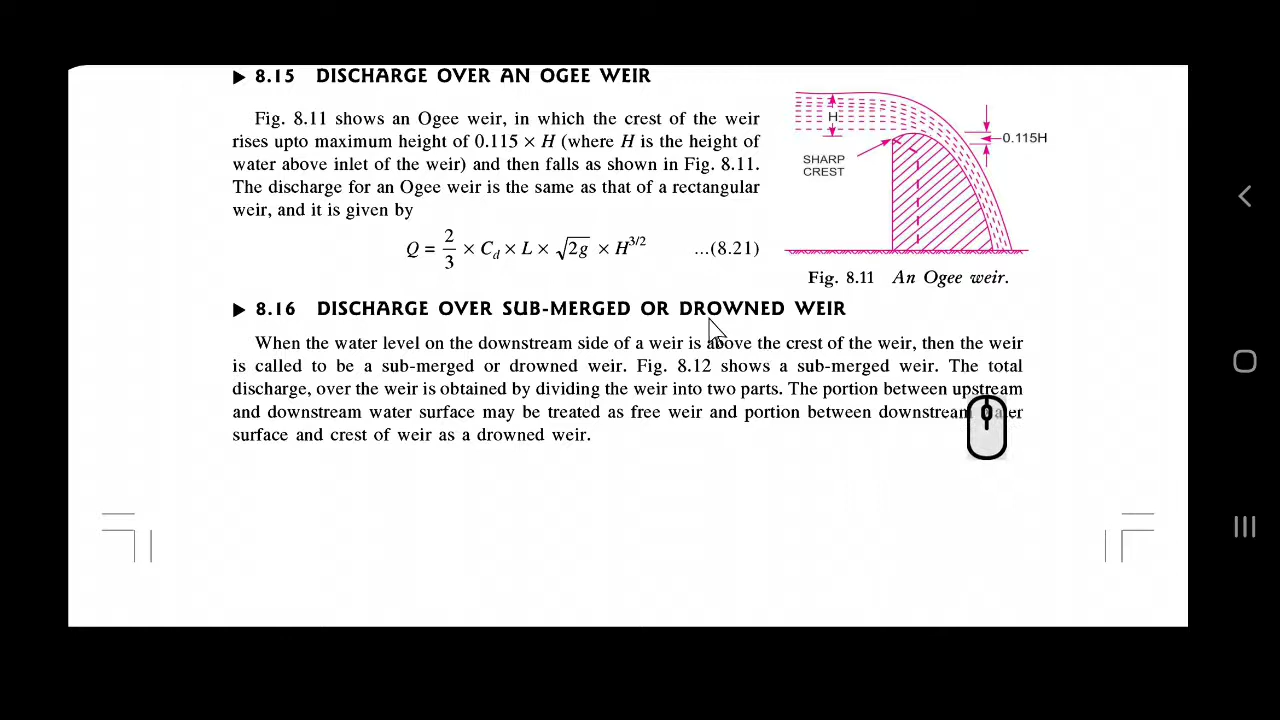 ▶ 8.15 DISCHARGE OVER AN OGEE WEIR
Fig. 8.11 shows an Ogee weir, in which the crest of the weir
rises upto maximum height of 0.115 × H (where H is the height of
water above inlet of the weir) and then falls as shown in Fig. 8.11.
The discharge for an Ogee weir is the same as that of a rectangular
weir, and it is given by
Q = 2/3 × C_d × L × √2g × H^3/2 ...(8.21)
H
0.115H
SHARP
CREST
Fig. 8.11 An Ogee weir.
▶ 8.16 DISCHARGE OVER SUB-MERGED OR DROWNED WEIR
When the water level on the downstream side of a weir is above the crest of the weir, then the weir
is called to be a sub-merged or drowned weir. Fig. 8.12 shows a sub-merged weir. The total
discharge, over the weir is obtained by dividing the weir into two parts. The portion between upstream
and downstream water surface may be treated as free weir and portion between downstream water
surface and crest of weir as a drowned weir.